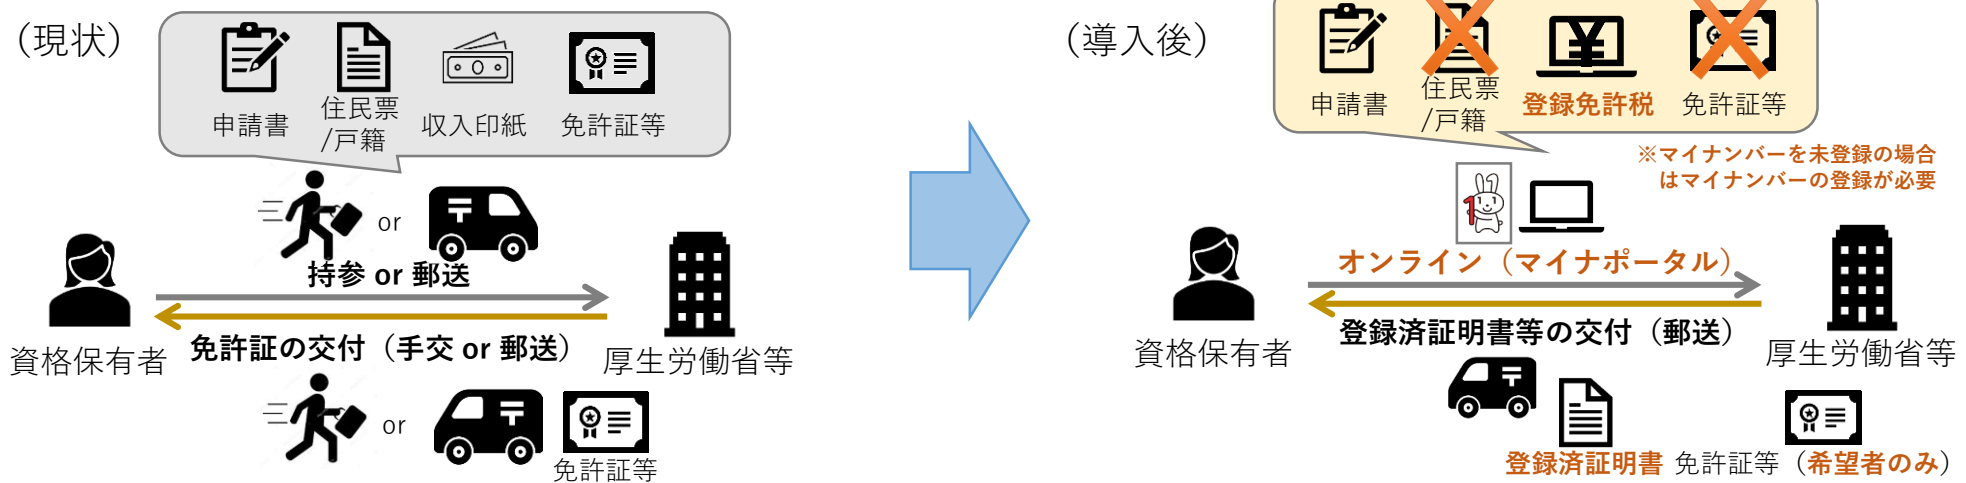 （現状）
申請書
住民票
/戸籍
収入印紙
免許証等
or
持参 or 郵送
資格保有者
免許証の交付（手交 or 郵送）
厚生労働省等
or
免許証等
（導入後）
申請書
住民票
/戸籍
登録免許税
免許証等
※マイナンバーを未登録の場合
はマイナンバーの登録が必要
オンライン（マイナポータル）
資格保有者
登録済証明書等の交付（郵送）
厚生労働省等
登録済証明書
免許証等（希望者のみ）